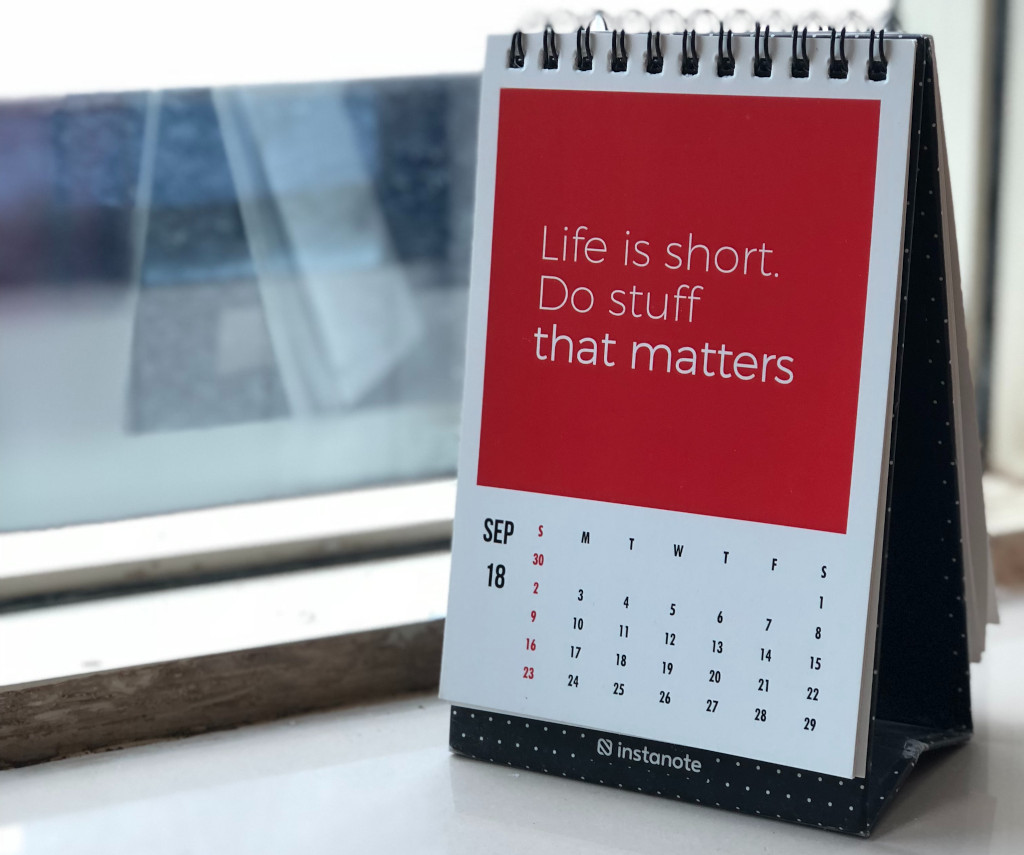 Life is short.
Do stuff
that matters
SEP S M T W T F S
18 30 1
2 3 4 5 6 7 8
9 10 11 12 13 14 15
16 17 18 19 20 21 22
23 24 25 26 27 28 29
instanote